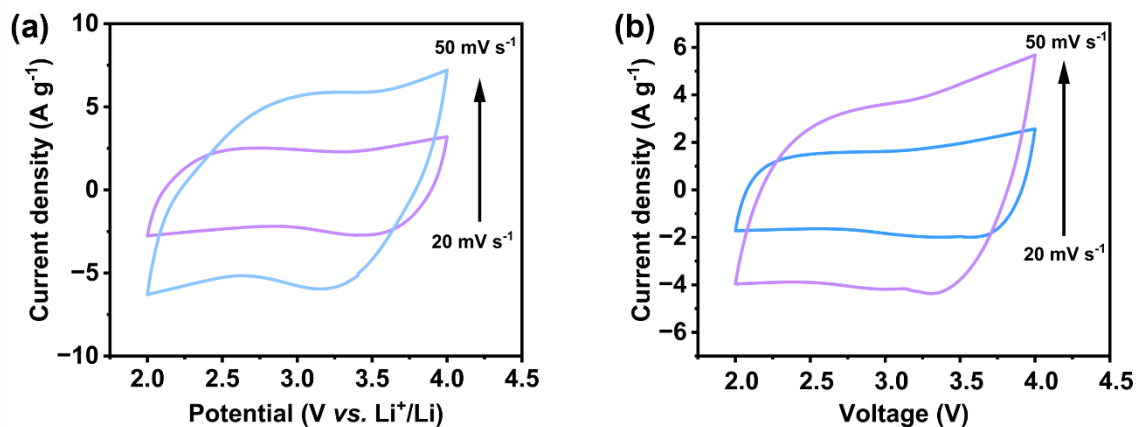 (a)
10
5
0
−5
−10
Current density (A g⁻¹)
50 mV s⁻¹
20 mV s⁻¹
2.0 2.5 3.0 3.5 4.0 4.5
Potential (V vs. Li⁺/Li)
(b)
6
4
2
0
−2
−4
−6
Current density (A g⁻¹)
50 mV s⁻¹
20 mV s⁻¹
2.0 2.5 3.0 3.5 4.0 4.5
Voltage (V)